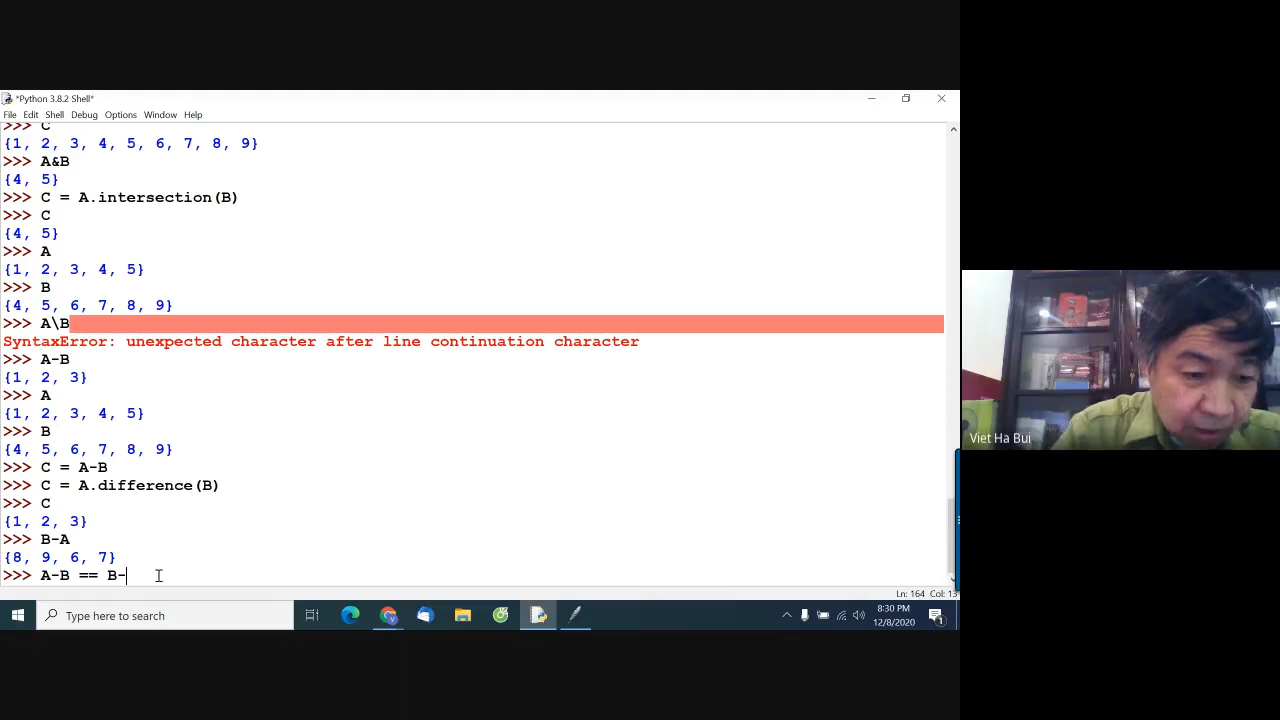 *Python 3.8.2 Shell*
File Edit Shell Debug Options Window Help
>>> C
{1, 2, 3, 4, 5, 6, 7, 8, 9}
>>> A&B
{4, 5}
>>> C = A.intersection(B)
>>> C
{4, 5}
>>> A
{1, 2, 3, 4, 5}
>>> B
{4, 5, 6, 7, 8, 9}
>>> A\B
SyntaxError: unexpected character after line continuation character
>>> A-B
{1, 2, 3}
>>> A
{1, 2, 3, 4, 5}
>>> B
{4, 5, 6, 7, 8, 9}
>>> C = A-B
>>> C = A.difference(B)
>>> C
{1, 2, 3}
>>> B-A
{8, 9, 6, 7}
>>> A-B == B-
Ln: 164 Col: 13
Viet Ha Bui
Type here to search
8:30 PM
12/8/2020
1